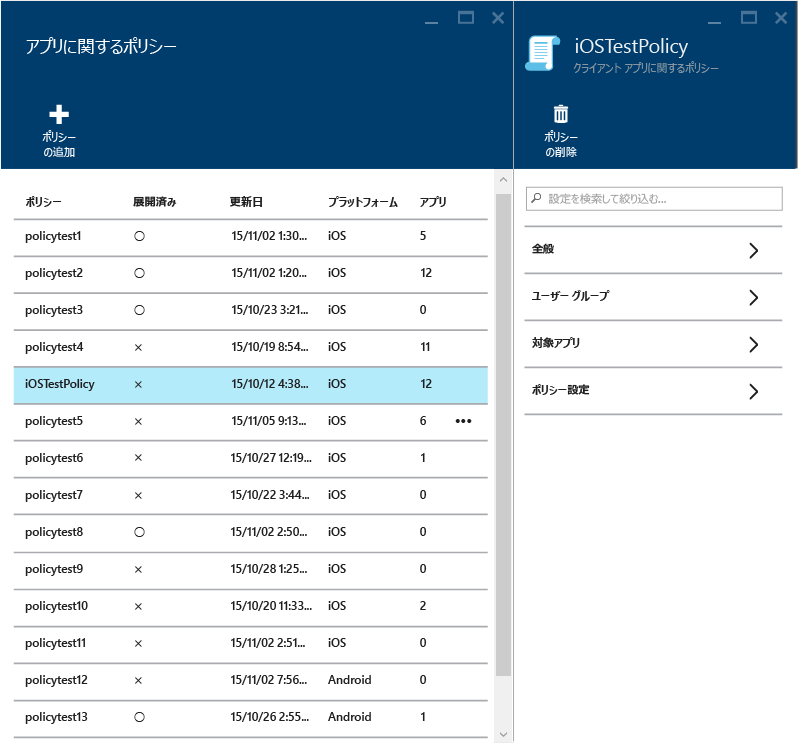 アプリに関するポリシー
ポリシー
の追加
ポリシー 展開済み 更新日 プラットフォーム アプリ
policytest1 ○ 15/11/02 1:30... iOS 5
policytest2 ○ 15/11/02 1:20... iOS 12
policytest3 ○ 15/10/23 3:21... iOS 0
policytest4 × 15/10/19 8:54... iOS 11
iOSTestPolicy × 15/10/12 4:38... iOS 12
policytest5 × 15/11/05 9:13... iOS 6 •••
policytest6 × 15/10/27 12:19... iOS 1
policytest7 × 15/10/22 3:44... iOS 0
policytest8 ○ 15/11/02 2:50... iOS 0
policytest9 × 15/10/28 1:25... iOS 0
policytest10 × 15/10/20 11:33... iOS 2
policytest11 × 15/11/02 2:51... iOS 0
policytest12 × 15/11/02 7:56... Android 0
policytest13 ○ 15/10/26 2:55... Android 1
iOSTestPolicy
クライアント アプリに関するポリシー
ポリシー
の削除
設定を検索して絞り込む...
全般
ユーザー グループ
対象アプリ
ポリシー設定